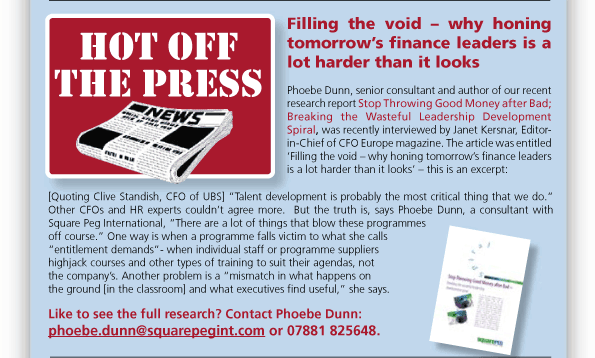 HOT OFF
THE PRESS
NEWS
Filling the void – why honing
tomorrow's finance leaders is a
lot harder than it looks
Phoebe Dunn, senior consultant and author of our recent
research report Stop Throwing Good Money after Bad;
Breaking the Wasteful Leadership Development
Spiral, was recently interviewed by Janet Kersnar, Editor-
in-Chief of CFO Europe magazine. The article was entitled
‘Filling the void – why honing tomorrow's finance leaders
is a lot harder than it looks’ – this is an excerpt:
[Quoting Clive Standish, CFO of UBS] “Talent development is probably the most critical thing that we do.”
Other CFOs and HR experts couldn't agree more.  But the truth is, says Phoebe Dunn, a consultant with
Square Peg International, “There are a lot of things that blow these programmes
off course.” One way is when a programme falls victim to what she calls
“entitlement demands”- when individual staff or programme suppliers
highjack courses and other types of training to suit their agendas, not
the company's. Another problem is a “mismatch in what happens on
the ground [in the classroom] and what executives find useful,” she says.
Like to see the full research? Contact Phoebe Dunn:
phoebe.dunn@squarepegint.com or 07881 825648.
Stop Throwing Good Money after Bad –
squarepeg